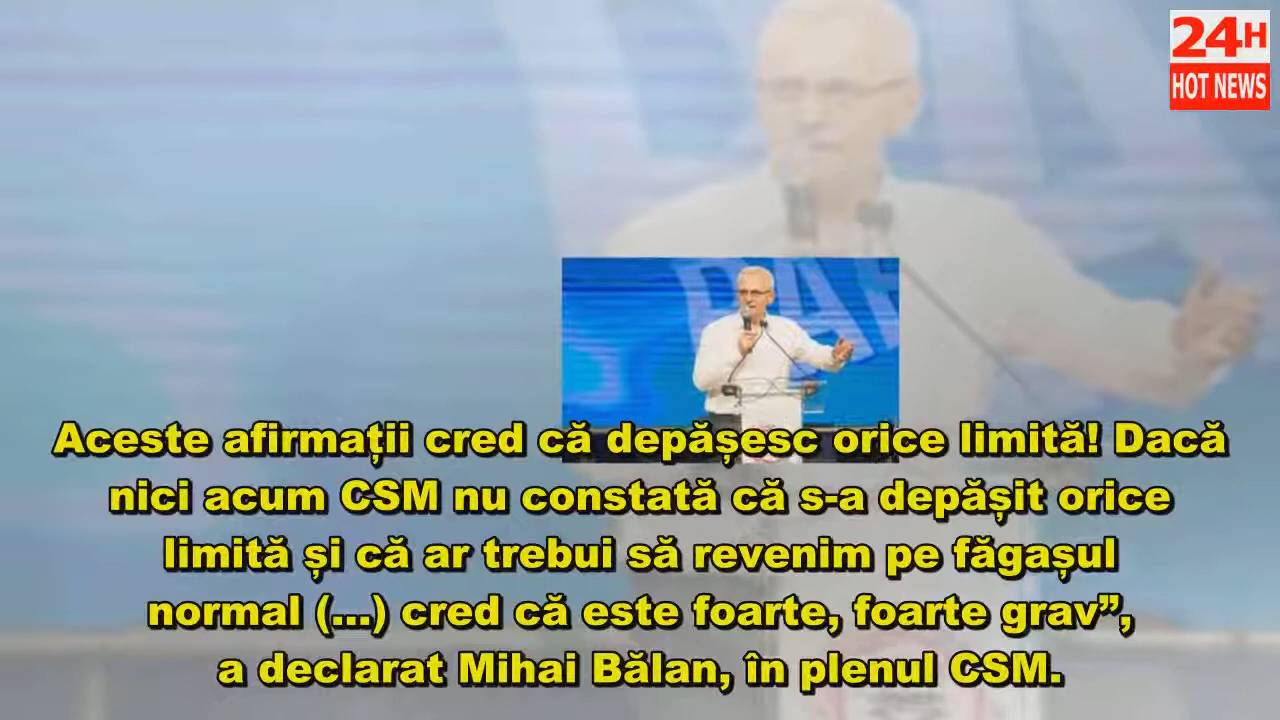 24H
HOT NEWS
Aceste afirmații cred că depășesc orice limită! Dacă
nici acum CSM nu constată că s-a depășit orice
limită și că ar trebui să revenim pe făgașul
normal (...) cred că este foarte, foarte grav”,
a declarat Mihai Bălan, în plenul CSM.